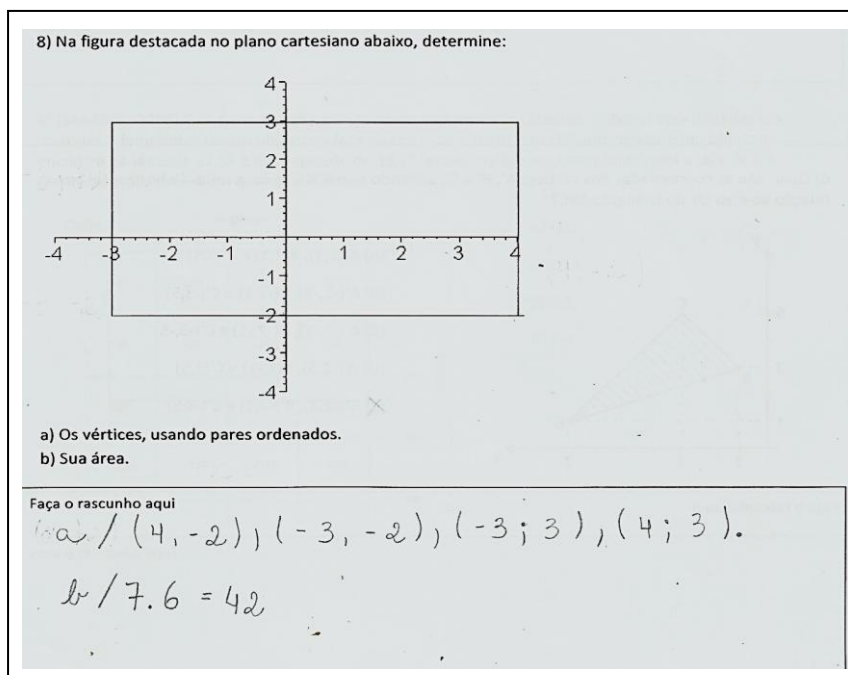 8) Na figura destacada no plano cartesiano abaixo, determine:
4
3
2
1
-4 -3 -2 -1 1 2 3 4
-1
-2
-3
-4
a) Os vértices, usando pares ordenados.
b) Sua área.
Faça o rascunho aqui
a / (4, -2), (-3, -2), (-3; 3), (4; 3).
b / 7.6 = 42